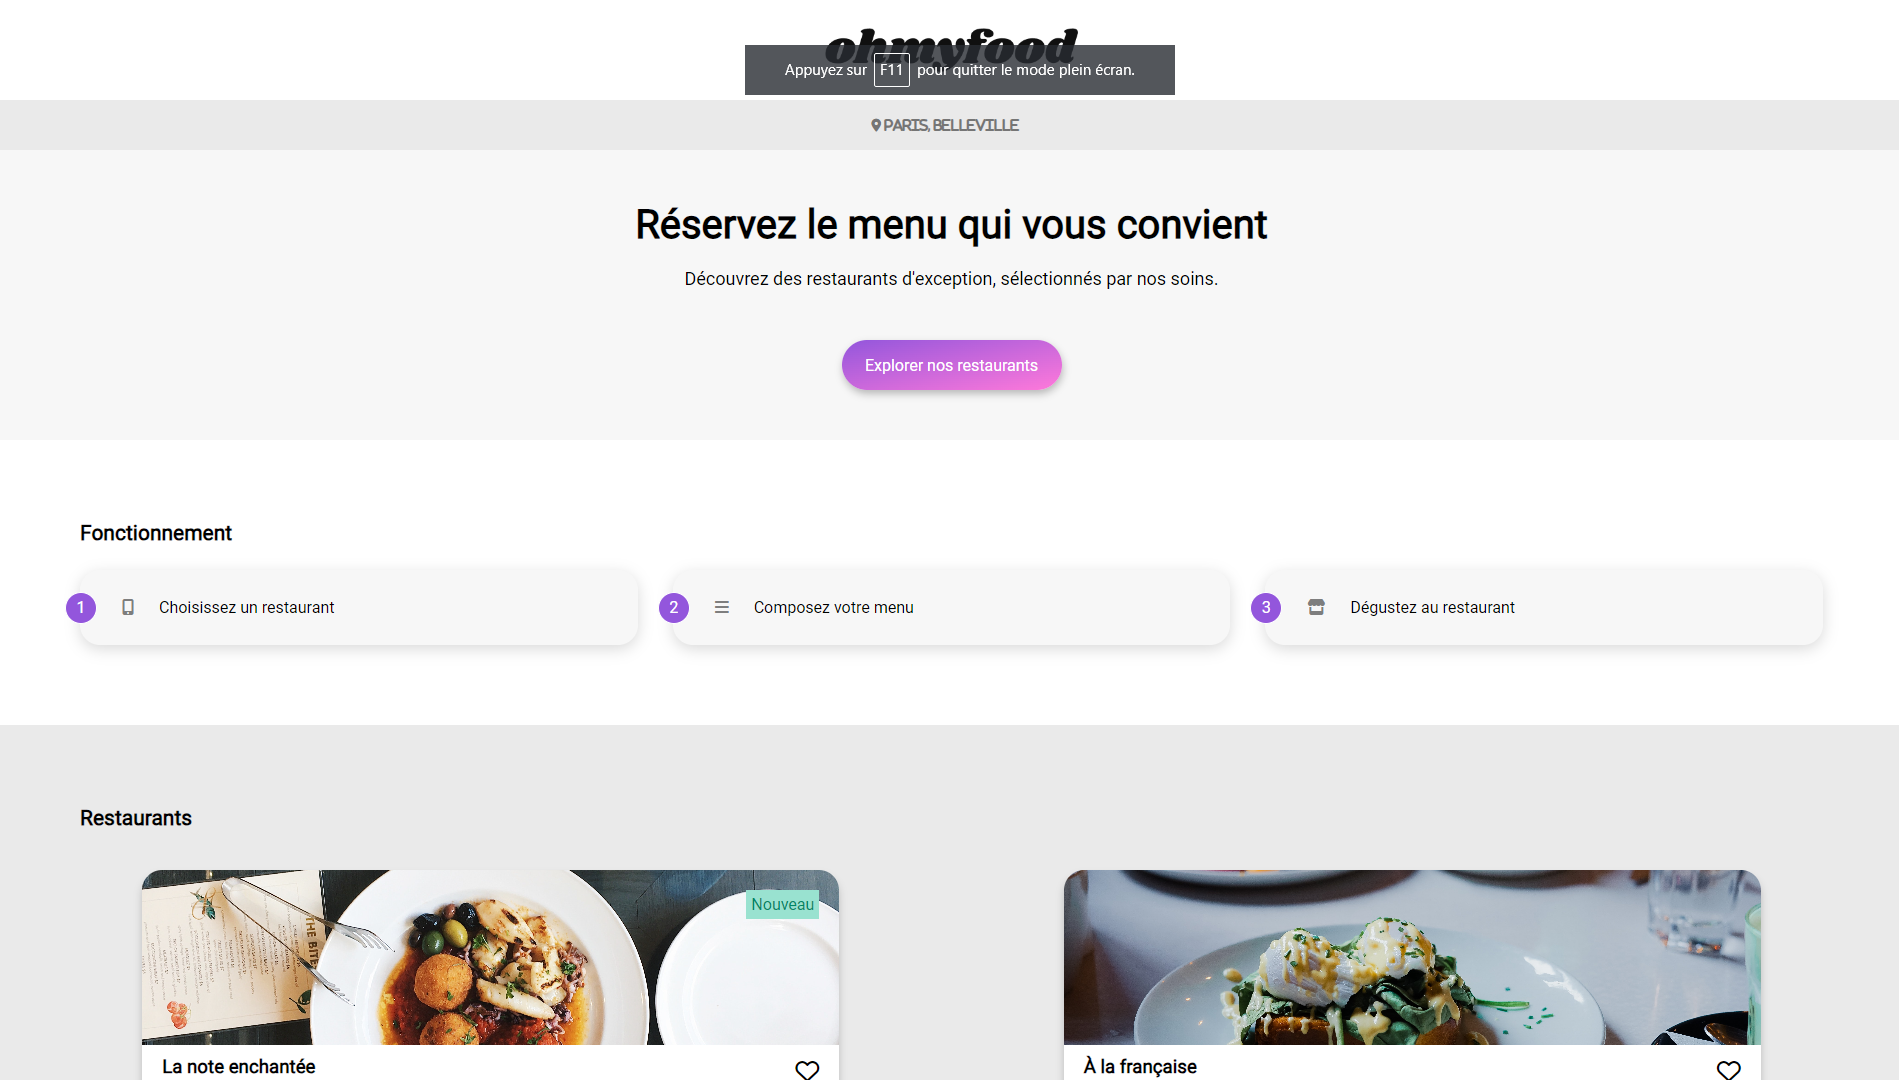 ohmyfood
Appuyez sur F11 pour quitter le mode plein écran.
PARIS, BELLEVILLE
Réservez le menu qui vous convient
Découvrez des restaurants d'exception, sélectionnés par nos soins.
Explorer nos restaurants
Fonctionnement
1 Choisissez un restaurant
2 Composez votre menu
3 Dégustez au restaurant
Restaurants
Nouveau
THE BITE
La note enchantée
À la française